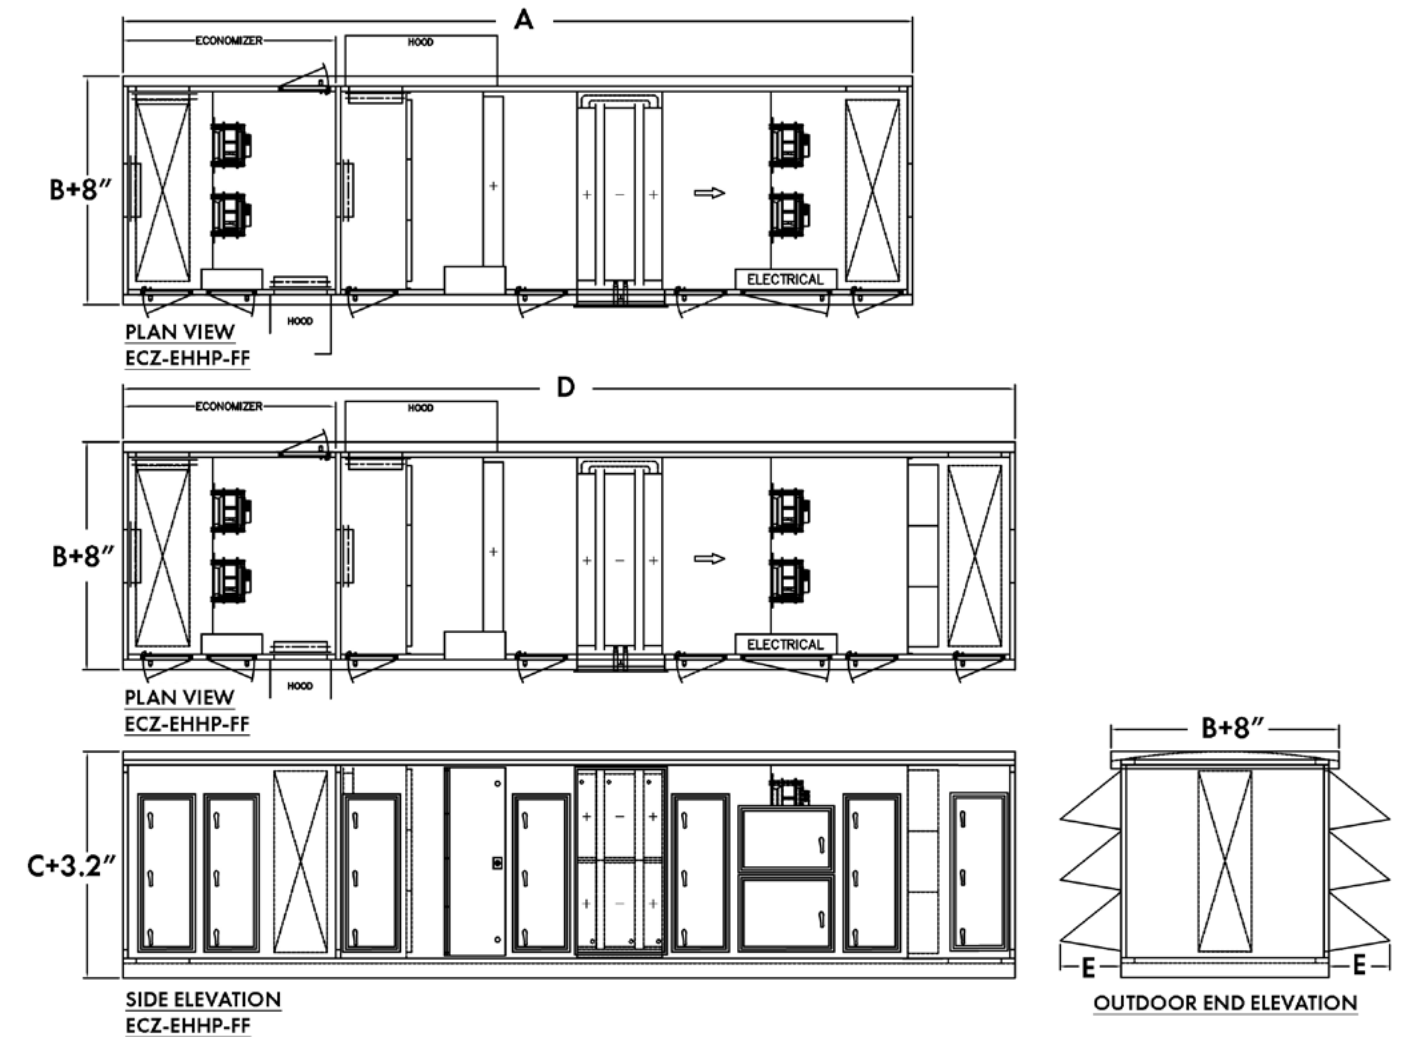 A
ECONOMIZER
HOOD
B+8″
ELECTRICAL
HOOD
PLAN VIEW
ECZ-EHHP-FF
D
ECONOMIZER
HOOD
B+8″
ELECTRICAL
HOOD
PLAN VIEW
ECZ-EHHP-FF
B+8″
C+3.2″
E
E
SIDE ELEVATION
ECZ-EHHP-FF
OUTDOOR END ELEVATION